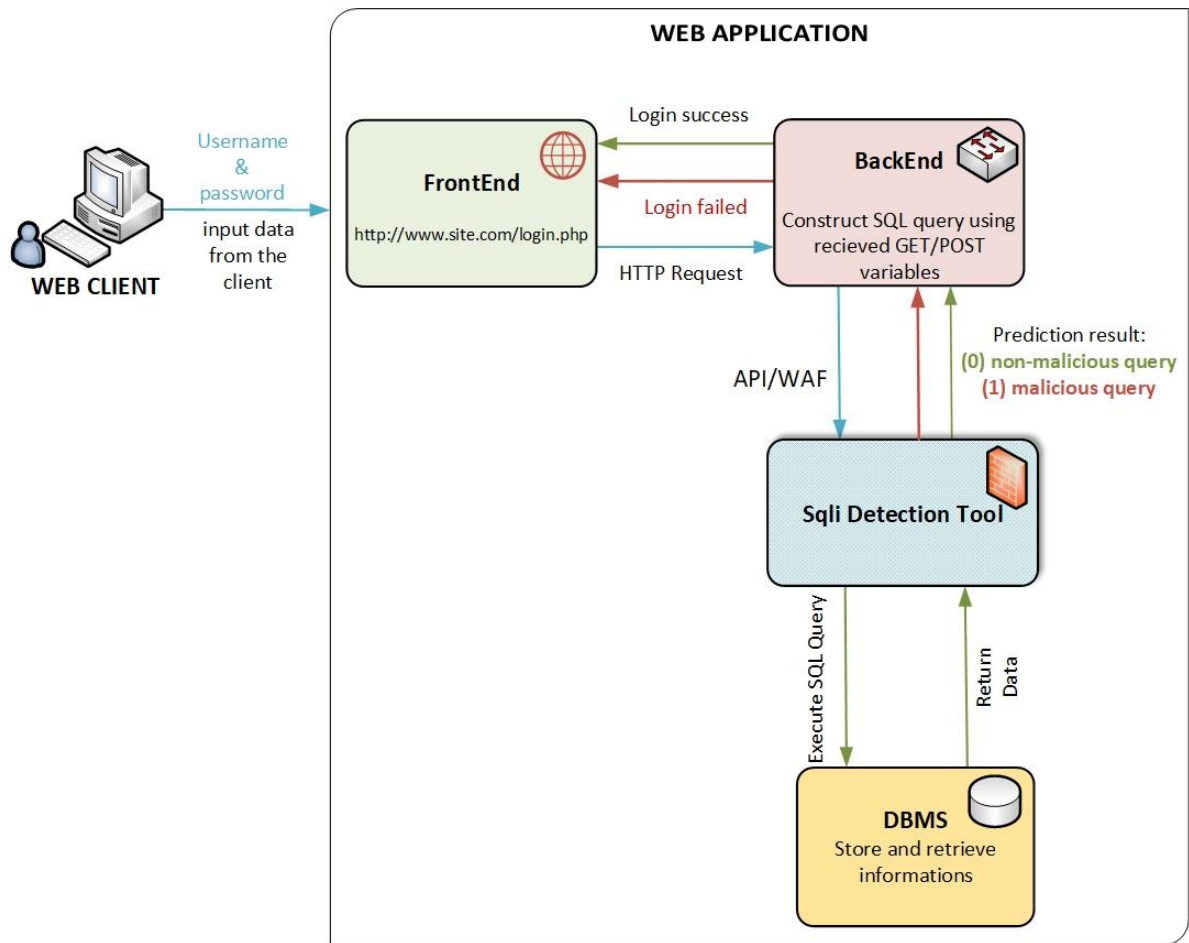 WEB APPLICATION
Username
&
password
input data
from the
client
WEB CLIENT
FrontEnd
http://www.site.com/login.php
Login success
Login failed
HTTP Request
BackEnd
Construct SQL query using
recieved GET/POST
variables
API/WAF
Prediction result:
(0) non-malicious query
(1) malicious query
Sqli Detection Tool
Execute SQL Query
Return
Data
DBMS
Store and retrieve
informations